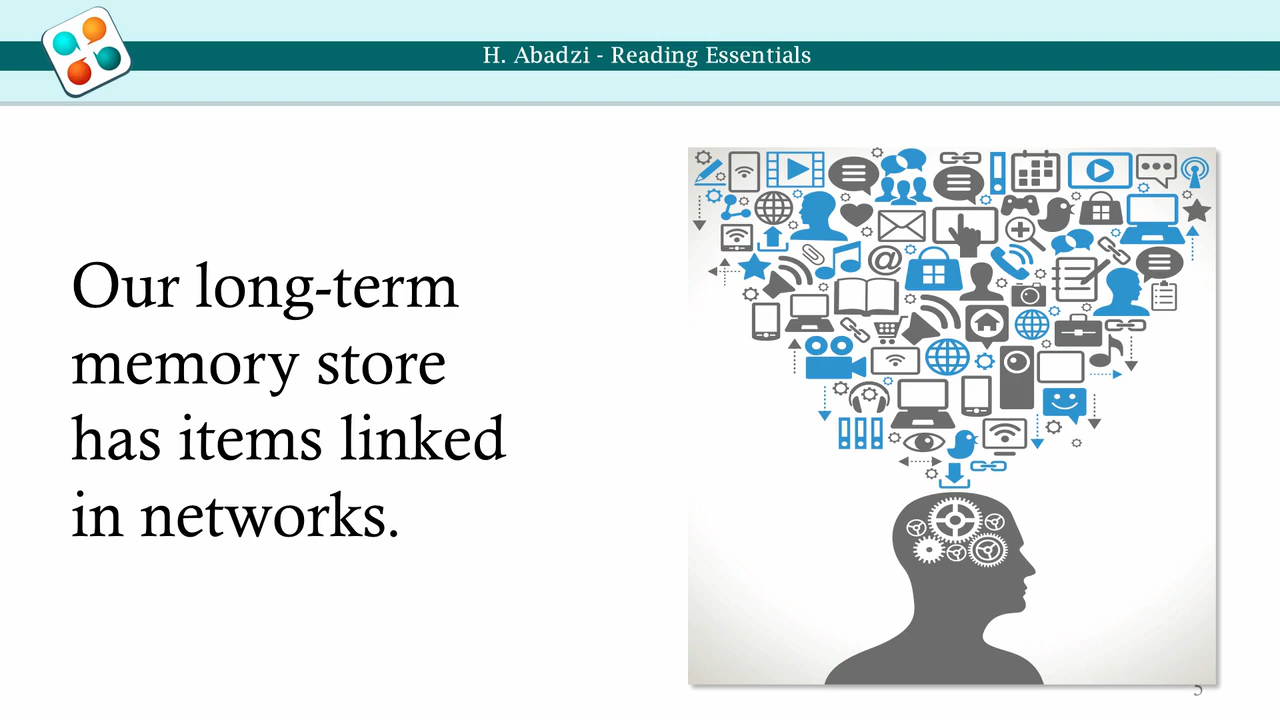 H. Abadzi - Reading Essentials
Our long-term
memory store
has items linked
in networks.
@
5